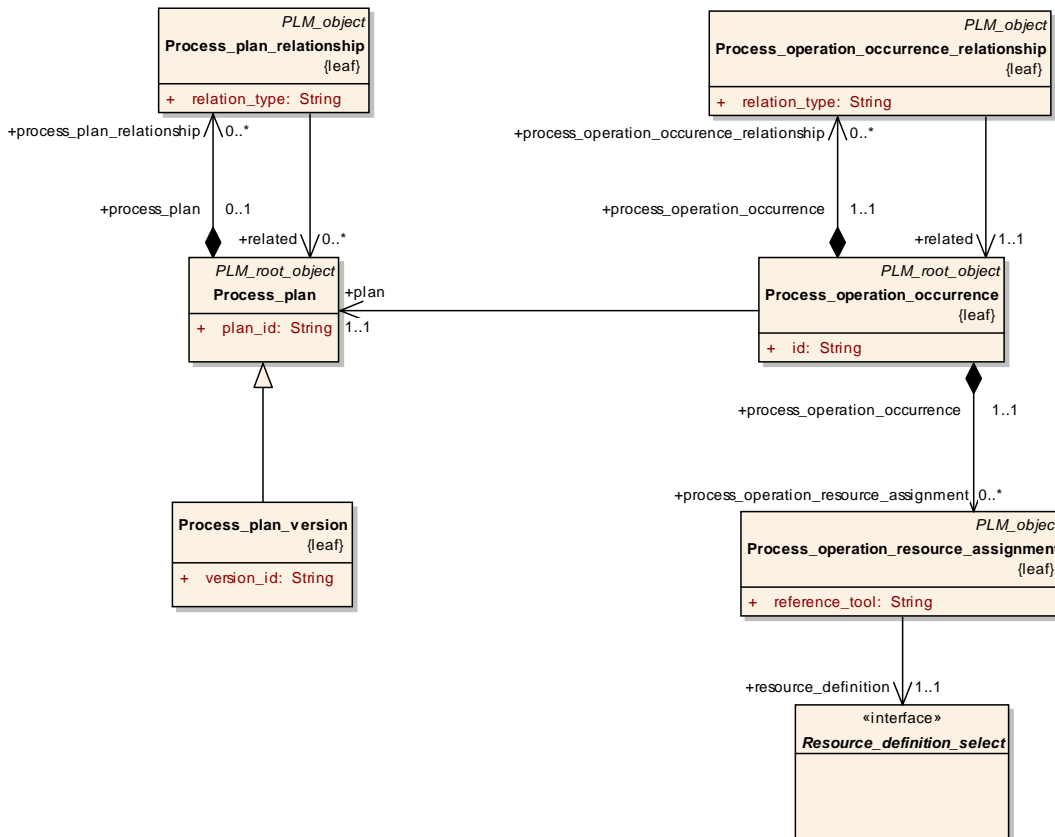 PLM_object
Process_plan_relationship
{leaf}
+ relation_type: String
PLM_object
Process_operation_occurrence_relationship
{leaf}
+ relation_type: String
+process_plan_relationship 0..*
+process_operation_occurence_relationship 0..*
+process_plan 0..1
+process_operation_occurrence 1..1
+related 0..*
+related 1..1
PLM_root_object
Process_plan
+ plan_id: String
+plan
1..1
PLM_root_object
Process_operation_occurrence
{leaf}
+ id: String
+process_operation_occurrence 1..1
+process_operation_resource_assignment 0..*
Process_plan_version
{leaf}
+ version_id: String
PLM_object
Process_operation_resource_assignment
{leaf}
+ reference_tool: String
+resource_definition 1..1
«interface»
Resource_definition_select